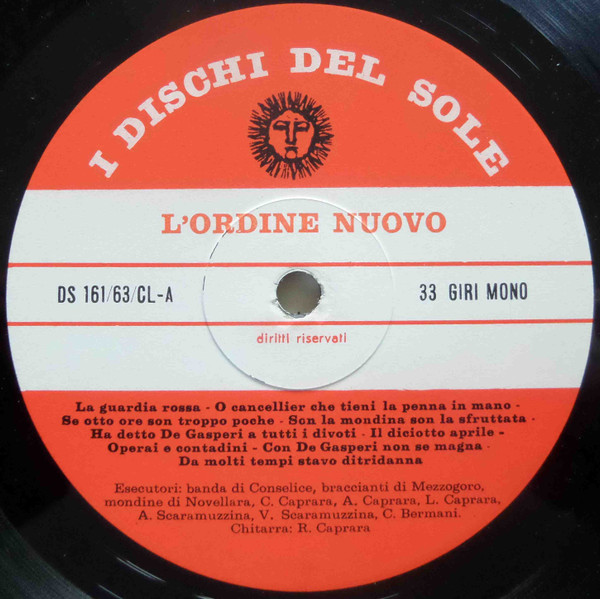 I DISCHI DEL SOLE
L'ORDINE NUOVO
DS 161/63/CL-A
33 GIRI MONO
diritti riservati
La guardia rossa - O cancellier che tieni la penna in mano -
Se otto ore son troppo poche - Son la mondina son la sfruttata -
Ha detto De Gasperi a tutti i divoti - Il diciotto aprile -
Operai e contadini - Con De Gasperi non se magna -
Da molti tempi stavo ditridanna
Esecutori: banda di Conselice, braccianti di Mezzogoro,
mondine di Novellara, C. Caprara, A. Caprara, L. Caprara,
A. Scaramuzzina, V. Scaramuzzina, C. Bermani.
Chitarra: R. Caprara